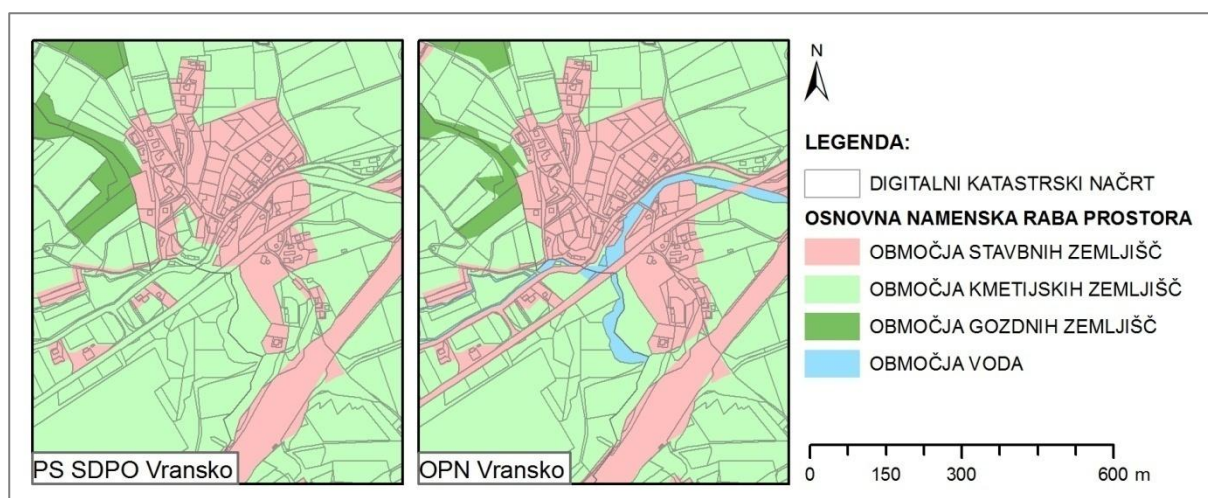 PS SDPO Vransko
OPN Vransko
N
LEGENDA:
DIGITALNI KATASTRSKI NAČRT
OSNOVNA NAMENSKA RABA PROSTORA
OBMOČJA STAVBNIH ZEMLJIŠČ
OBMOČJA KMETIJSKIH ZEMLJIŠČ
OBMOČJA GOZDNIH ZEMLJIŠČ
OBMOČJA VODA
0 150 300 600 m